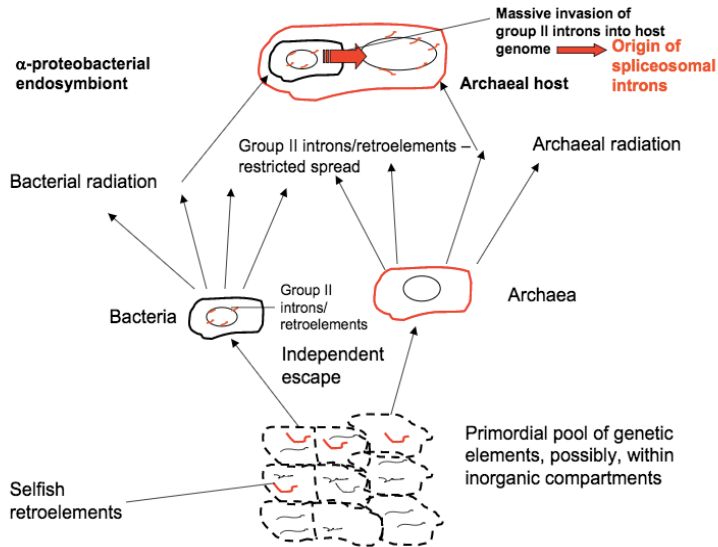 Massive invasion of
group II introns into host
genome
Origin of
spliceosomal
introns
α-proteobacterial
endosymbiont
Archaeal host
Group II introns/retroelements –
restricted spread
Archaeal radiation
Bacterial radiation
Group II
introns/
retroelements
Bacteria
Archaea
Independent
escape
Primordial pool of genetic
elements, possibly, within
inorganic compartments
Selfish
retroelements